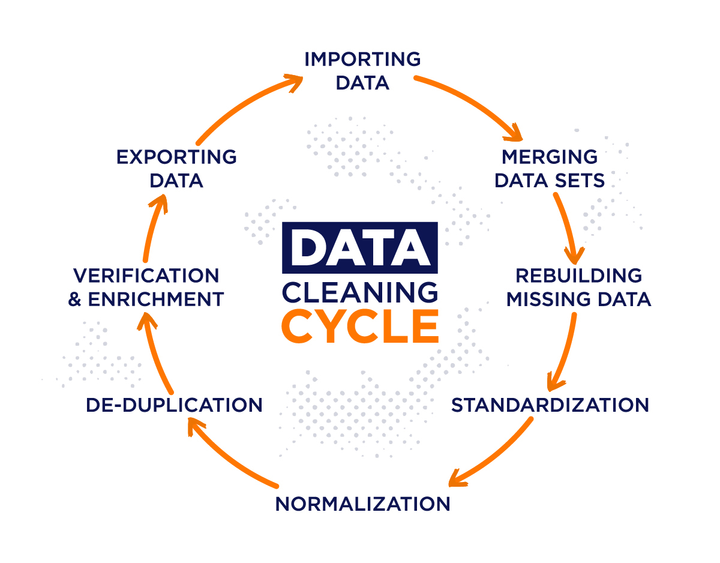 IMPORTING
DATA
MERGING
DATA SETS
REBUILDING
MISSING DATA
STANDARDIZATION
NORMALIZATION
DE-DUPLICATION
VERIFICATION
& ENRICHMENT
EXPORTING
DATA
DATA
CLEANING
CYCLE